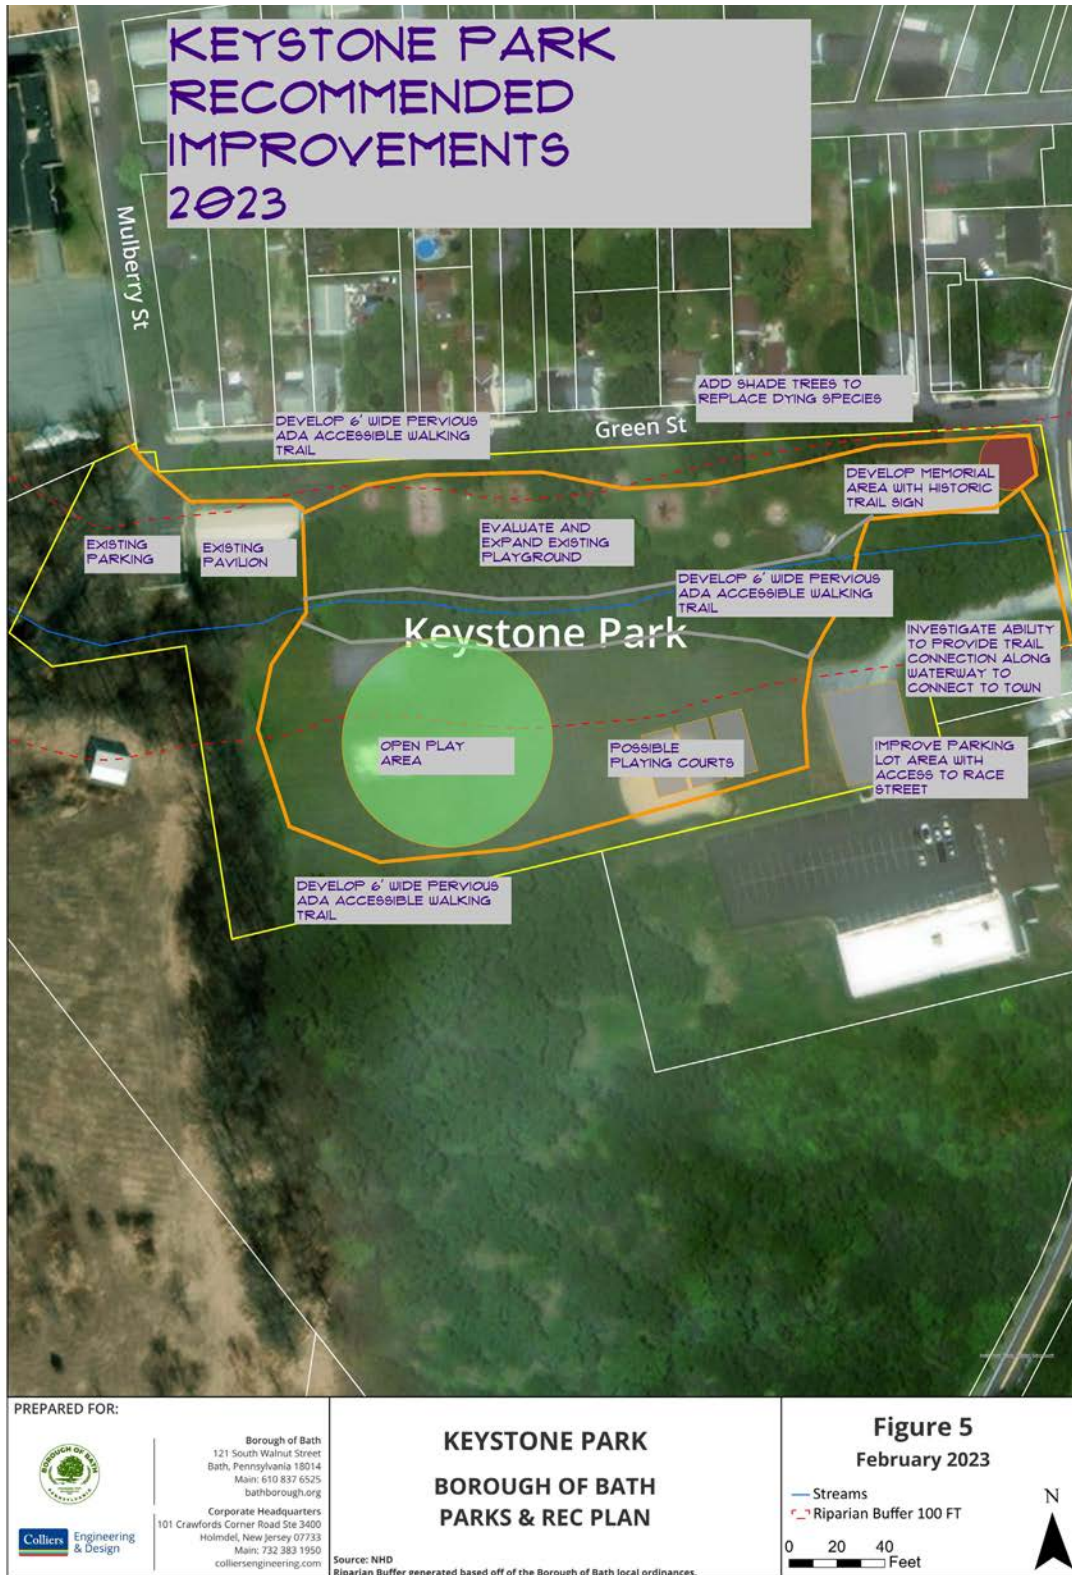 KEYSTONE PARK
RECOMMENDED
IMPROVEMENTS
2023
Mulberry St
ADD SHADE TREES TO
REPLACE DYING SPECIES
DEVELOP 6' WIDE PERVIOUS
ADA ACCESSIBLE WALKING
TRAIL
Green St
DEVELOP MEMORIAL
AREA WITH HISTORIC
TRAIL SIGN
EXISTING
PARKING
EXISTING
PAVILION
EVALUATE AND
EXPAND EXISTING
PLAYGROUND
DEVELOP 6' WIDE PERVIOUS
ADA ACCESSIBLE WALKING
TRAIL
Keystone Park
INVESTIGATE ABILITY
TO PROVIDE TRAIL
CONNECTION ALONG
WATERWAY TO
CONNECT TO TOWN
OPEN PLAY
AREA
POSSIBLE
PLAYING COURTS
IMPROVE PARKING
LOT AREA WITH
ACCESS TO RACE
STREET
DEVELOP 6' WIDE PERVIOUS
ADA ACCESSIBLE WALKING
TRAIL
PREPARED FOR:
BOROUGH OF BATH
PENNSYLVANIA
Borough of Bath
121 South Walnut Street
Bath, Pennsylvania 18014
Main: 610 837 6525
bathborough.org
Colliers Engineering
& Design
Corporate Headquarters
101 Crawfords Corner Road Ste 3400
Holmdel, New Jersey 07733
Main: 732 383 1950
colliersengineering.com
KEYSTONE PARK
BOROUGH OF BATH
PARKS & REC PLAN
Source: NHD
Riparian Buffer generated based off of the Borough of Bath local ordinances.
Figure 5
February 2023
Streams
Riparian Buffer 100 FT
0 20 40
Feet
N